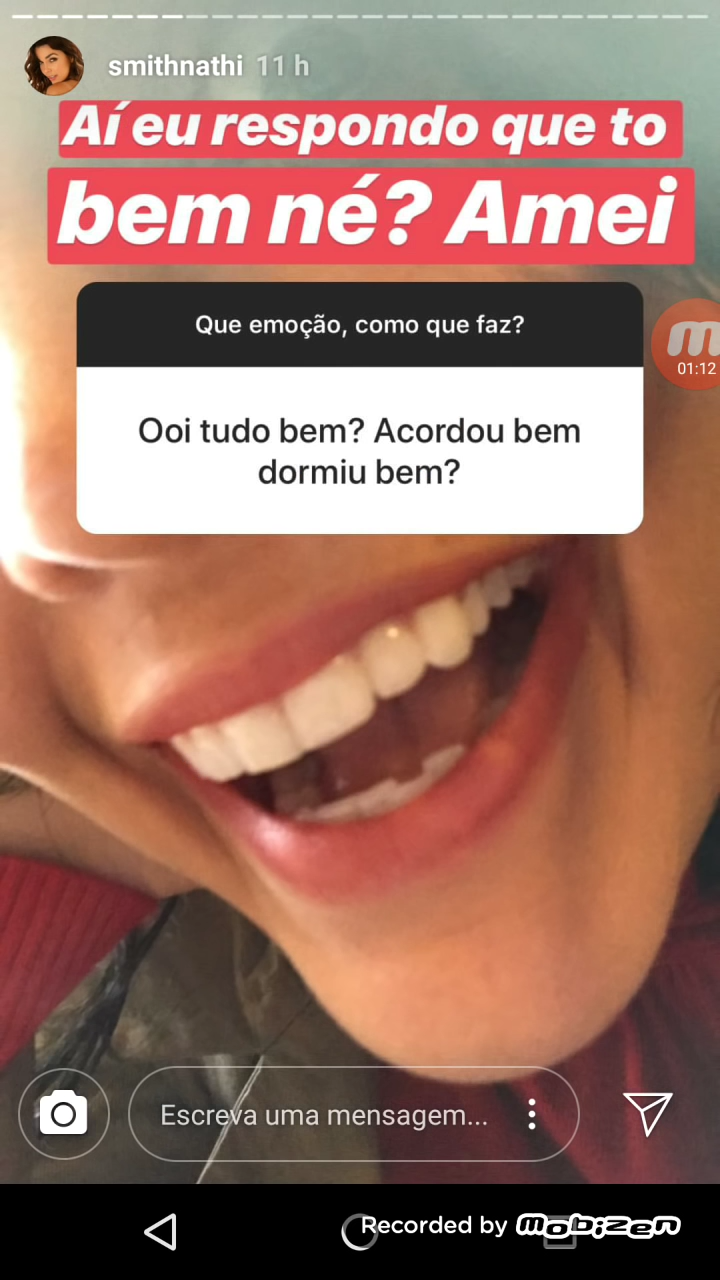 smithnathi 11 h
Aí eu respondo que to
bem né? Amei
Que emoção, como que faz?
m
01:12
Ooi tudo bem? Acordou bem
dormiu bem?
Escreva uma mensagem...
Recorded by mobizen